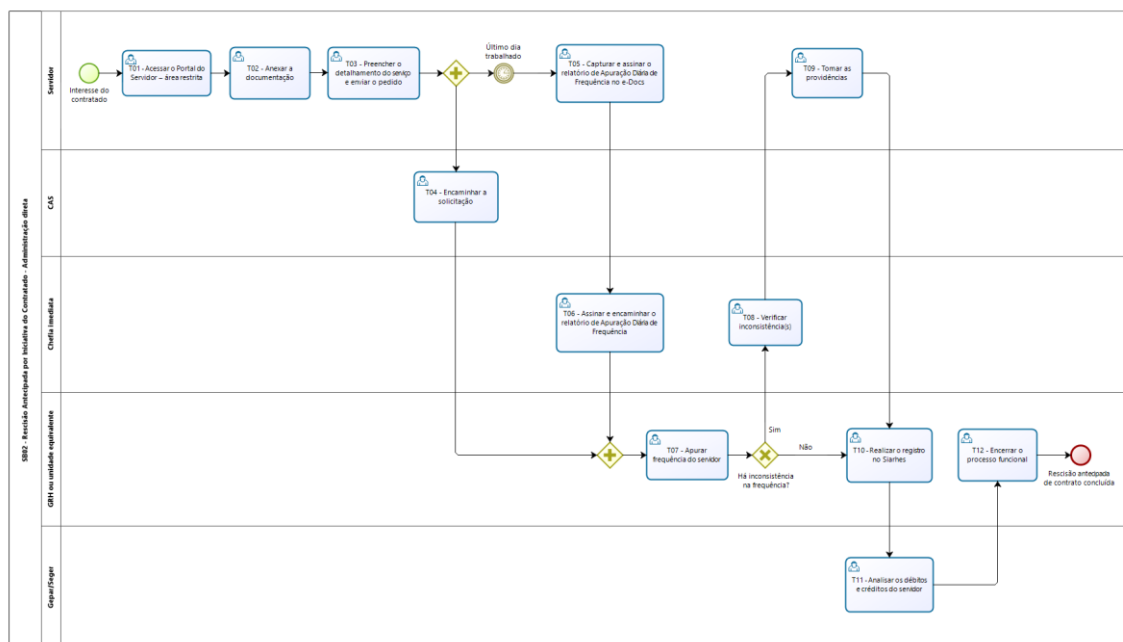 SB02 - Rescisão Antecipada por Iniciativa do Contratado - Administração direta
Servidor
Interesse do
contratado
T01 - Acessar o Portal do
Servidor – área restrita
T02 - Anexar a
documentação
T03 - Preencher o
detalhamento do serviço
e enviar o pedido
Último dia
trabalhado
T05 - Capturar e assinar o
relatório de Apuração Diária de
Frequência no e-Docs
T09 - Tomar as
providências
CAS
T04 - Encaminhar a
solicitação
Chefia imediata
T06 - Assinar e encaminhar o
relatório de Apuração Diária de
Frequência
T08 - Verificar
inconsistência(s)
GRH ou unidade equivalente
T07 - Apurar
frequência do servidor
Sim
Não
Há inconsistência
na frequência?
T10 - Realizar o registro
no Siarhes
T12 - Encerrar o
processo funcional
Rescisão antecipada
de contrato concluída
Gepar/Seger
T11 - Analisar os débitos
e créditos do servidor